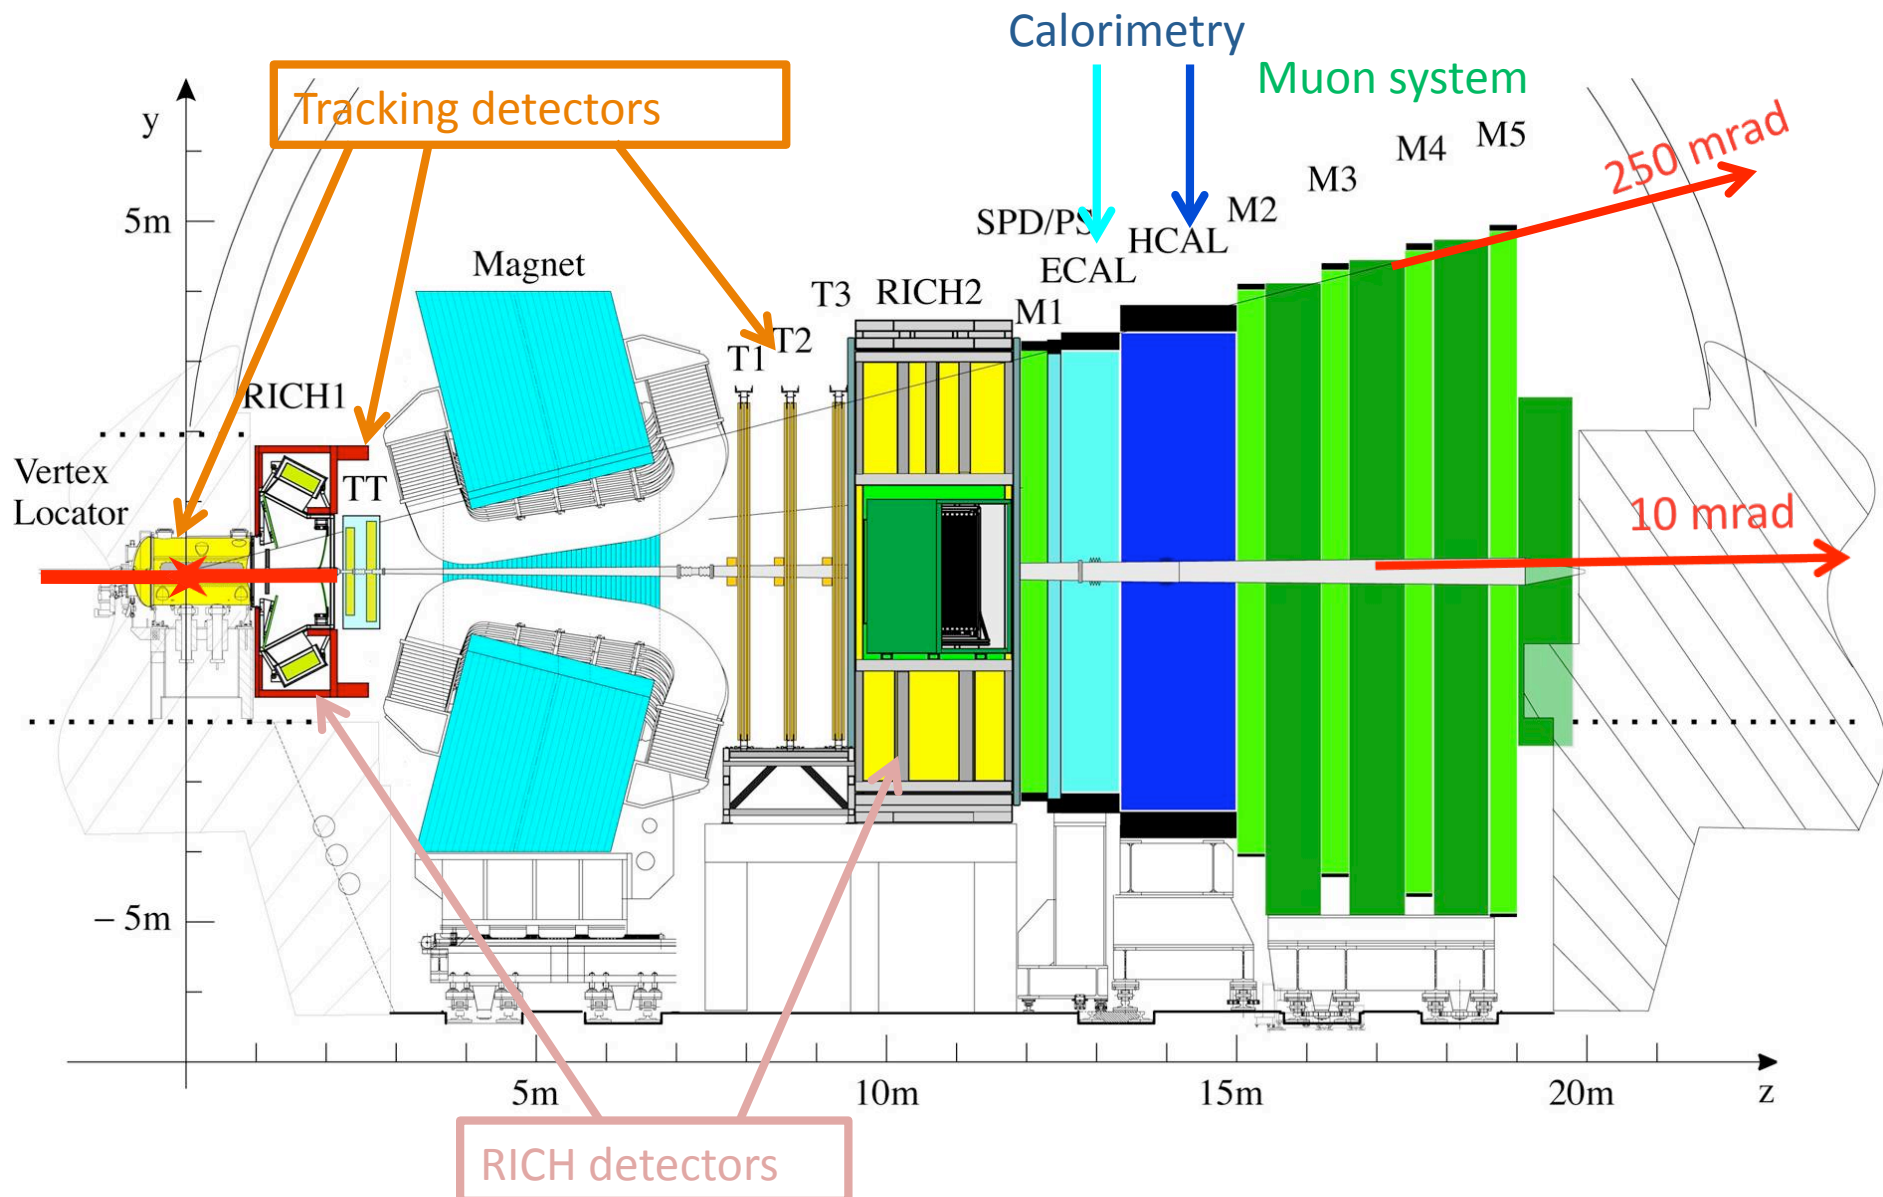 Calorimetry
Muon system
Tracking detectors
y
5m
Magnet
SPD/PS
ECAL
HCAL
M2
M3
M4
M5
250 mrad
T1
T2
T3
RICH2
M1
RICH1
TT
Vertex
Locator
10 mrad
– 5m
5m
10m
15m
20m
z
RICH detectors